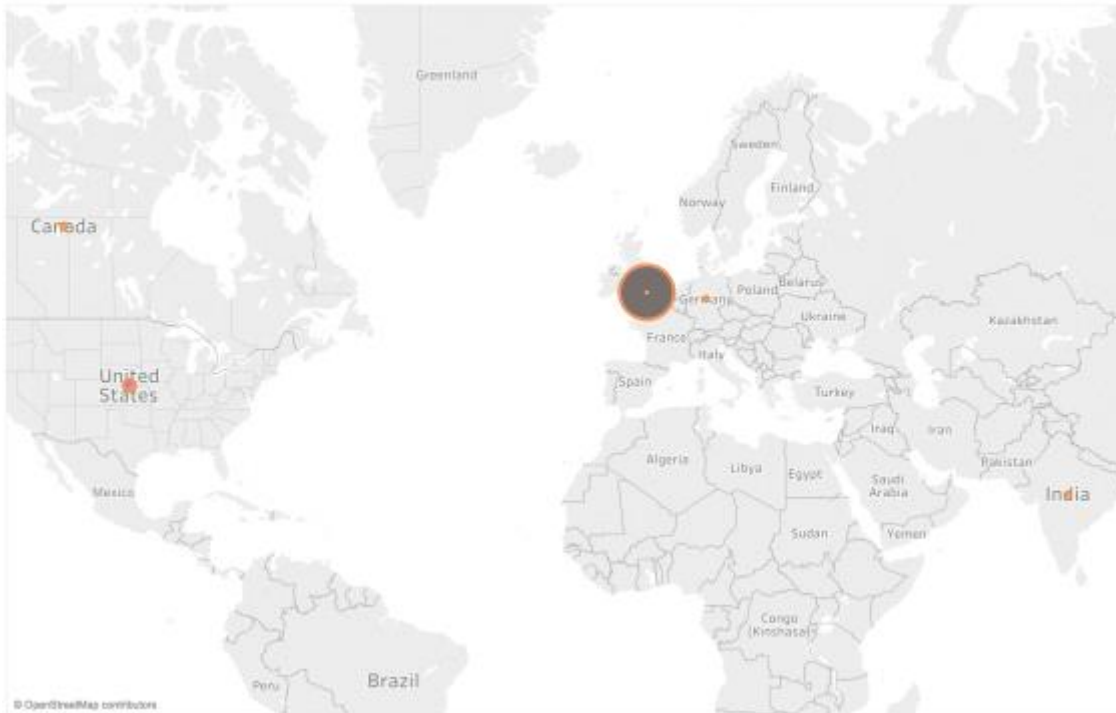 Greenland
Sweden
Finland
Norway
Canada
G
Poland
Belarus
Germany
Ukraine
Kazakhstan
France
Italy
United
States
Spain
Turkey
Iraq
Iran
Algeria
Libya
Egypt
Pakistan
Mexico
Saudi
Arabia
India
Sudan
Yemen
Congo
(Kinshasa)
Brazil
Peru
© OpenStreetMap contributors